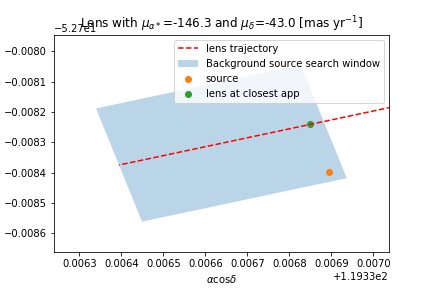 Lens with μα* =-146.3 and μδ=-43.0 [mas yr−1]
−5.27e1
−0.0080
−0.0081
−0.0082
−0.0083
−0.0084
−0.0085
−0.0086
lens trajectory
Background source search window
source
lens at closest app
0.0063 0.0064 0.0065 0.0066 0.0067 0.0068 0.0069 0.0070
+1.1933e2
αcosδ